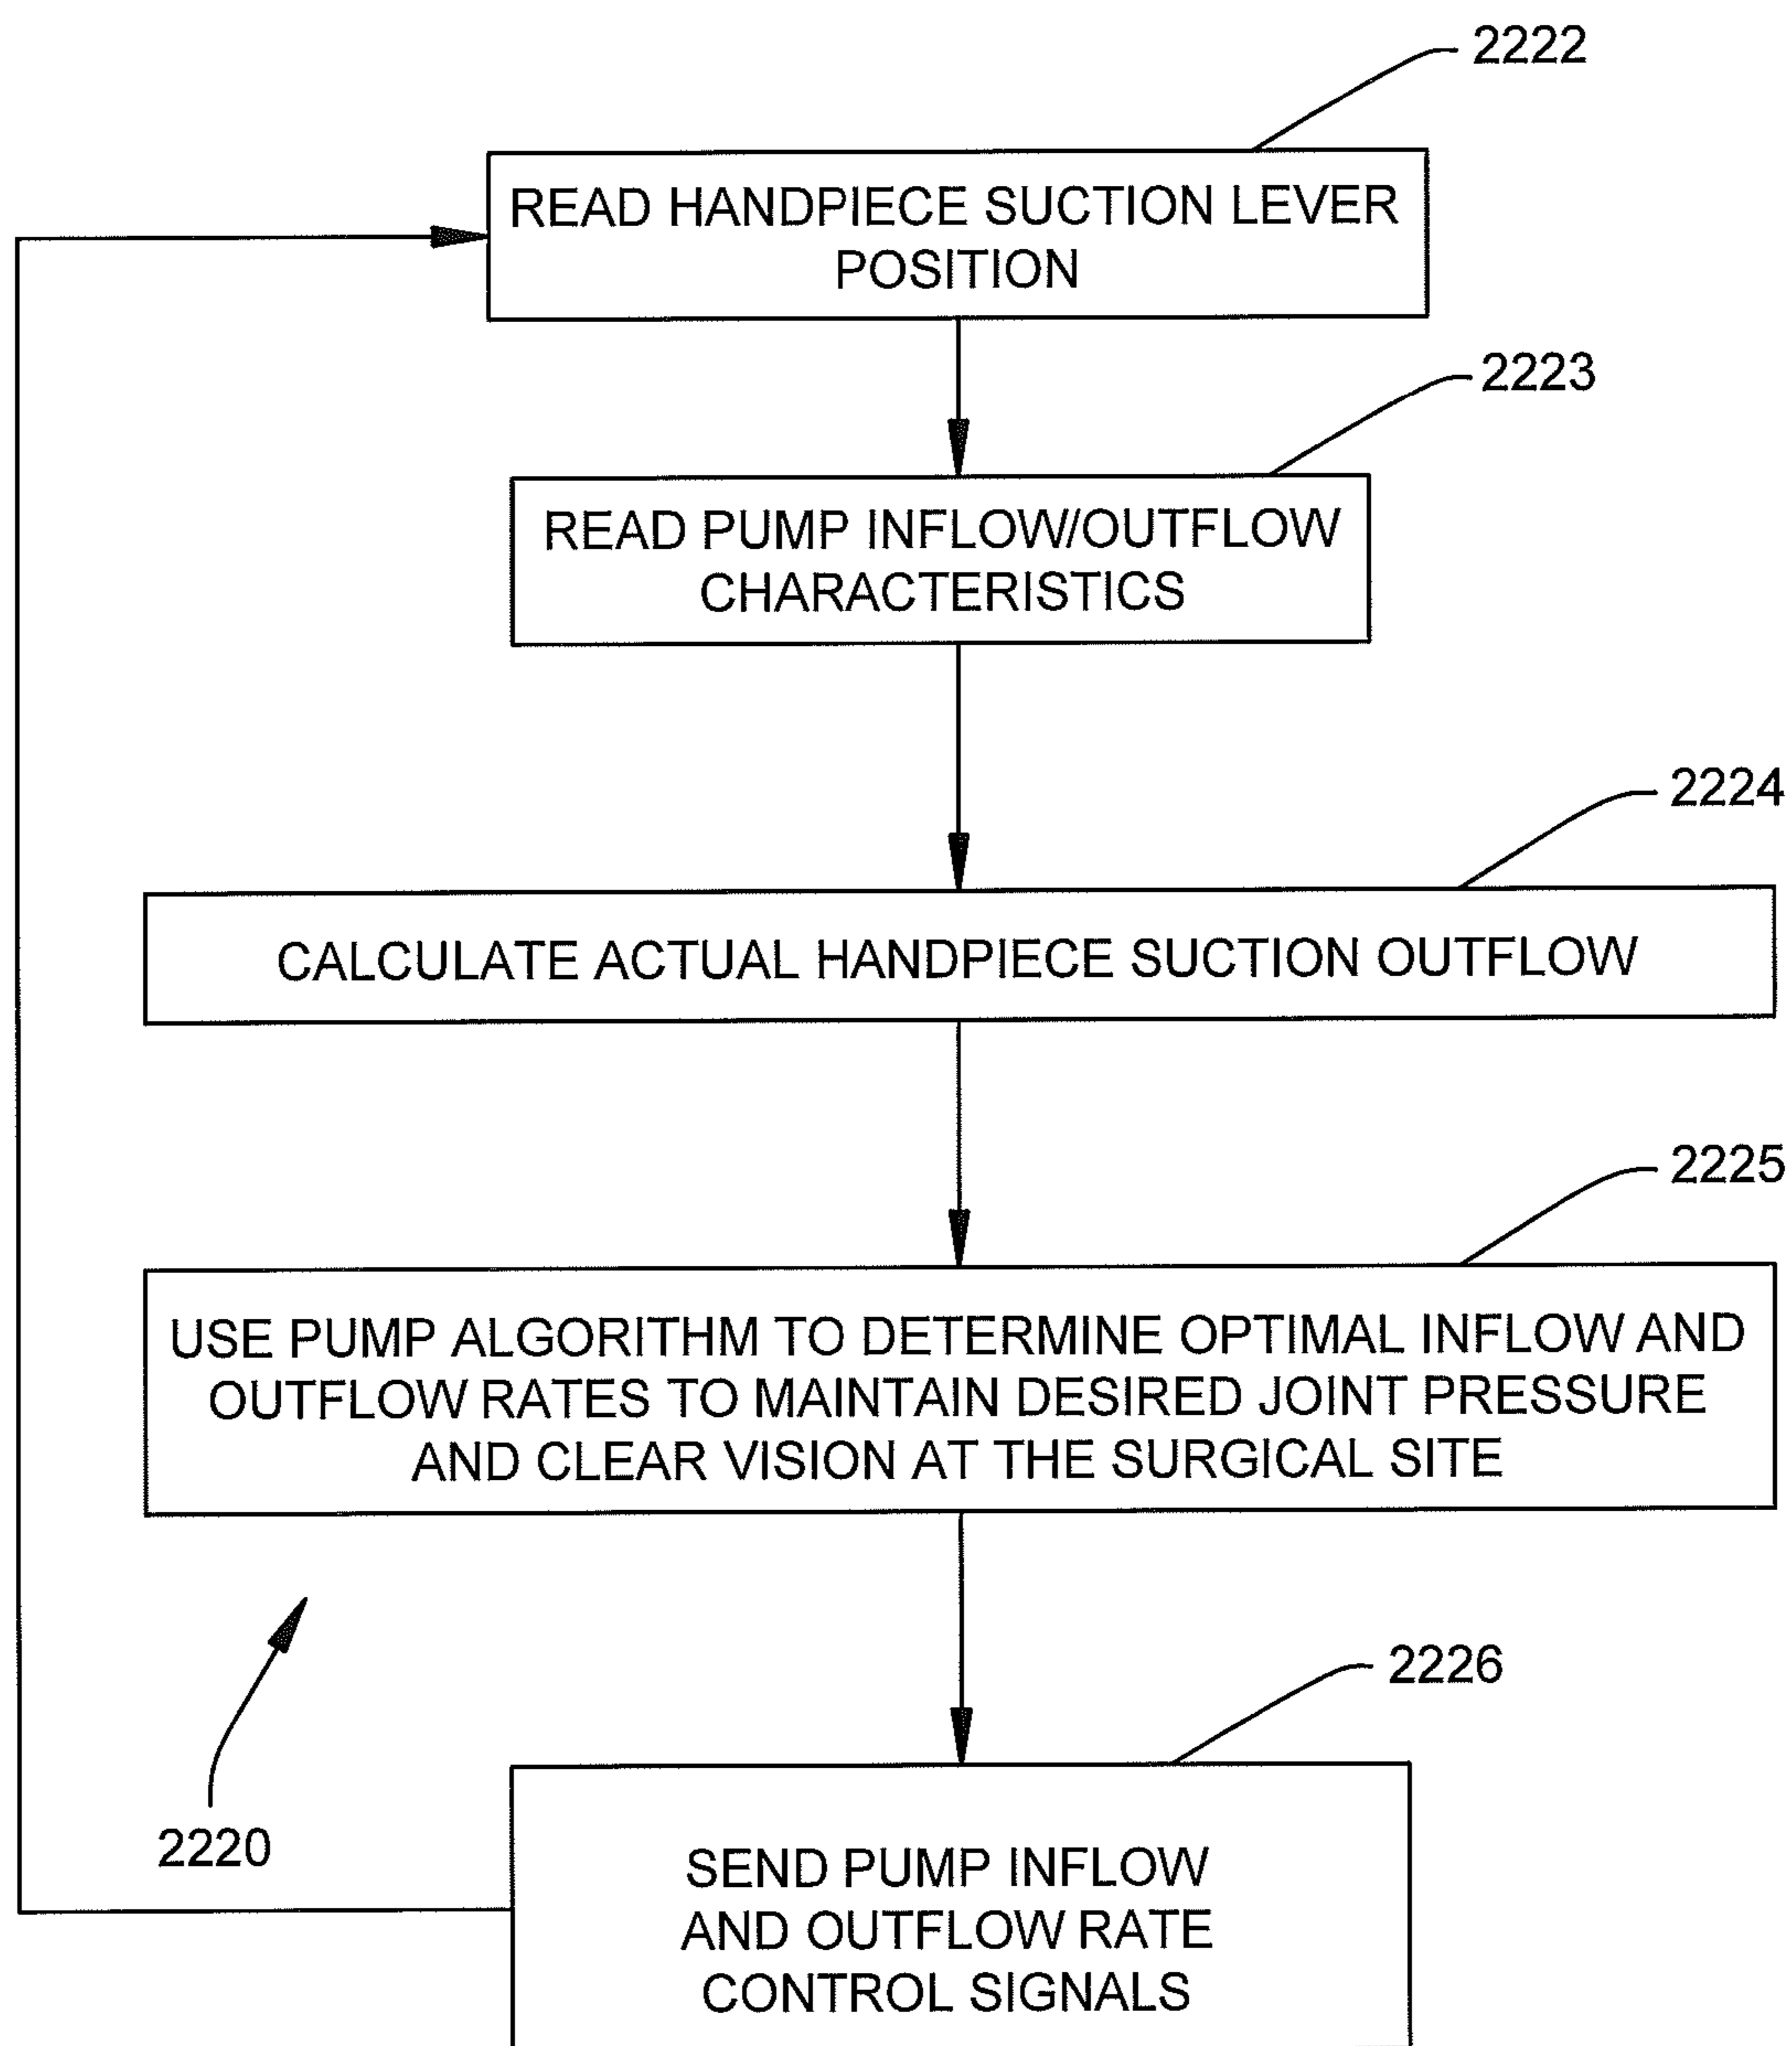 2222
READ HANDPIECE SUCTION LEVER
POSITION
2223
READ PUMP INFLOW/OUTFLOW
CHARACTERISTICS
2224
CALCULATE ACTUAL HANDPIECE SUCTION OUTFLOW
2225
USE PUMP ALGORITHM TO DETERMINE OPTIMAL INFLOW AND
OUTFLOW RATES TO MAINTAIN DESIRED JOINT PRESSURE
AND CLEAR VISION AT THE SURGICAL SITE
2226
2220
SEND PUMP INFLOW
AND OUTFLOW RATE
CONTROL SIGNALS